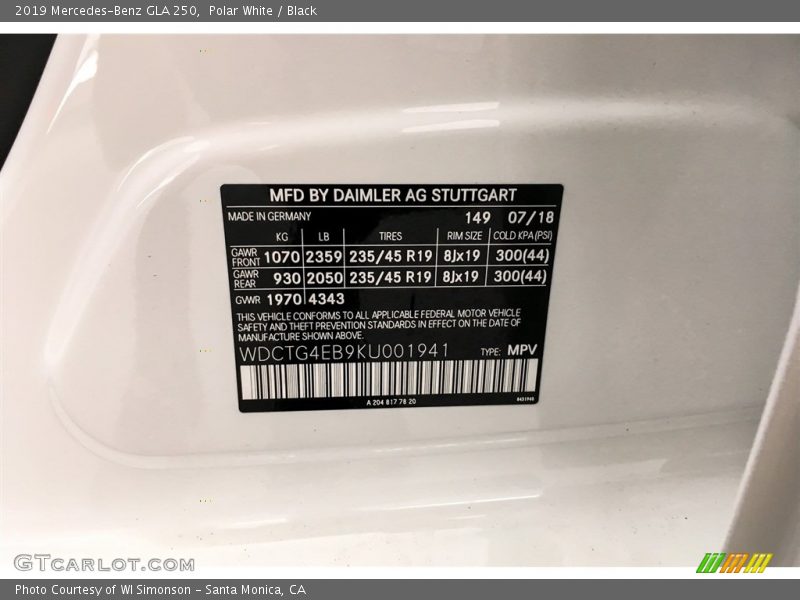 2019 Mercedes-Benz GLA 250,  Polar White / Black
MFD BY DAIMLER AG STUTTGART
MADE IN GERMANY 149 07/18
KG LB TIRES RIM SIZE COLD KPA(PSI)
GAWR FRONT 1070 2359 235/45 R19 8Jx19 300(44)
GAWR REAR 930 2050 235/45 R19 8Jx19 300(44)
GVWR 1970 4343
THIS VEHICLE CONFORMS TO ALL APPLICABLE FEDERAL MOTOR VEHICLE
SAFETY AND THEFT PREVENTION STANDARDS IN EFFECT ON THE DATE OF
MANUFACTURE SHOWN ABOVE.
WDCTG4EB9KU001941 TYPE: MPV
A 204 817 78 20
GTCARLOT.COM
Photo Courtesy of WI Simonson - Santa Monica, CA